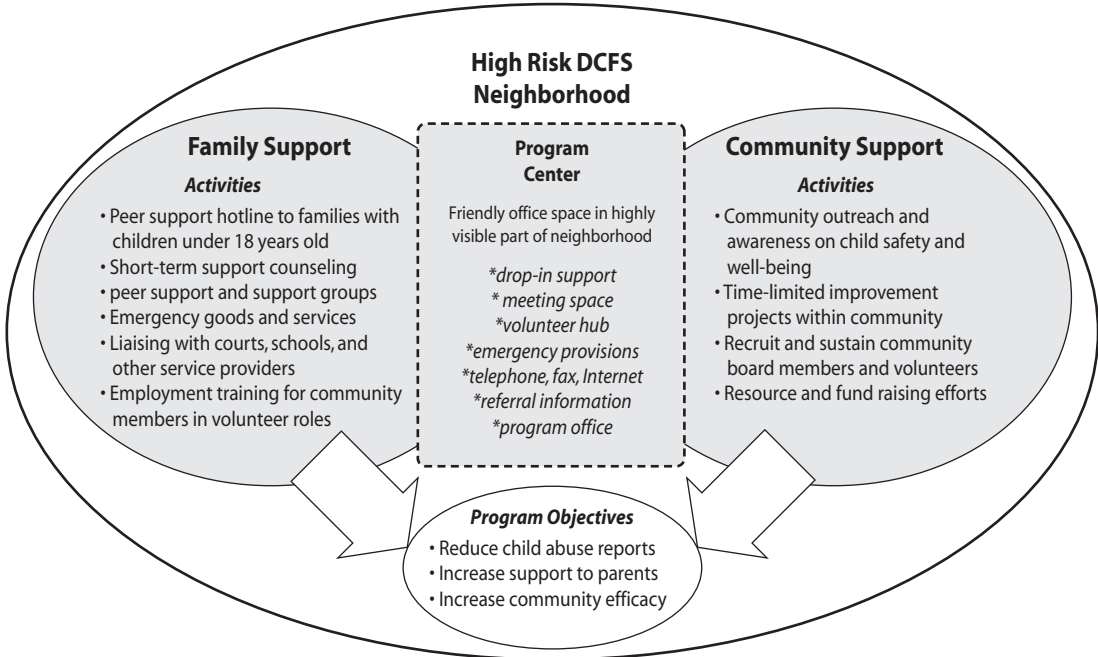 High Risk DCFS
Neighborhood
Family Support
Activities
• Peer support hotline to families with
children under 18 years old
• Short-term support counseling
• peer support and support groups
• Emergency goods and services
• Liaising with courts, schools, and
other service providers
• Employment training for community
members in volunteer roles
Program
Center
Friendly office space in highly
visible part of neighborhood
*drop-in support
* meeting space
*volunteer hub
*emergency provisions
*telephone, fax, Internet
*referral information
*program office
Community Support
Activities
• Community outreach and
awareness on child safety and
well-being
• Time-limited improvement
projects within community
• Recruit and sustain community
board members and volunteers
• Resource and fund raising efforts
Program Objectives
• Reduce child abuse reports
• Increase support to parents
• Increase community efficacy